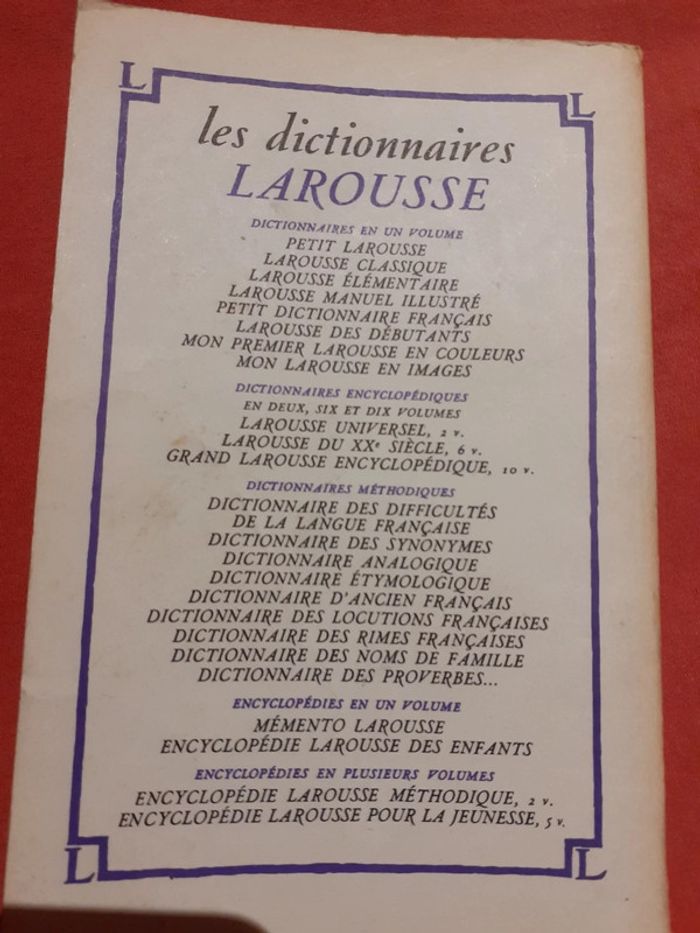 L L
les dictionnaires
LAROUSSE
DICTIONNAIRES EN UN VOLUME
PETIT LAROUSSE
LAROUSSE CLASSIQUE
LAROUSSE ÉLÉMENTAIRE
LAROUSSE MANUEL ILLUSTRÉ
PETIT DICTIONNAIRE FRANÇAIS
LAROUSSE DES DÉBUTANTS
MON PREMIER LAROUSSE EN COULEURS
MON LAROUSSE EN IMAGES
DICTIONNAIRES ENCYCLOPÉDIQUES
EN DEUX, SIX ET DIX VOLUMES
LAROUSSE UNIVERSEL, 2 v.
LAROUSSE DU XXe SIÈCLE, 6 v.
GRAND LAROUSSE ENCYCLOPÉDIQUE, 10 v.
DICTIONNAIRES MÉTHODIQUES
DICTIONNAIRE DES DIFFICULTÉS
DE LA LANGUE FRANÇAISE
DICTIONNAIRE DES SYNONYMES
DICTIONNAIRE ANALOGIQUE
DICTIONNAIRE ÉTYMOLOGIQUE
DICTIONNAIRE D'ANCIEN FRANÇAIS
DICTIONNAIRE DES LOCUTIONS FRANÇAISES
DICTIONNAIRE DES RIMES FRANÇAISES
DICTIONNAIRE DES NOMS DE FAMILLE
DICTIONNAIRE DES PROVERBES...
ENCYCLOPÉDIES EN UN VOLUME
MÉMENTO LAROUSSE
ENCYCLOPÉDIE LAROUSSE DES ENFANTS
ENCYCLOPÉDIES EN PLUSIEURS VOLUMES
ENCYCLOPÉDIE LAROUSSE MÉTHODIQUE, 2 v.
ENCYCLOPÉDIE LAROUSSE POUR LA JEUNESSE, 5 v.
L L